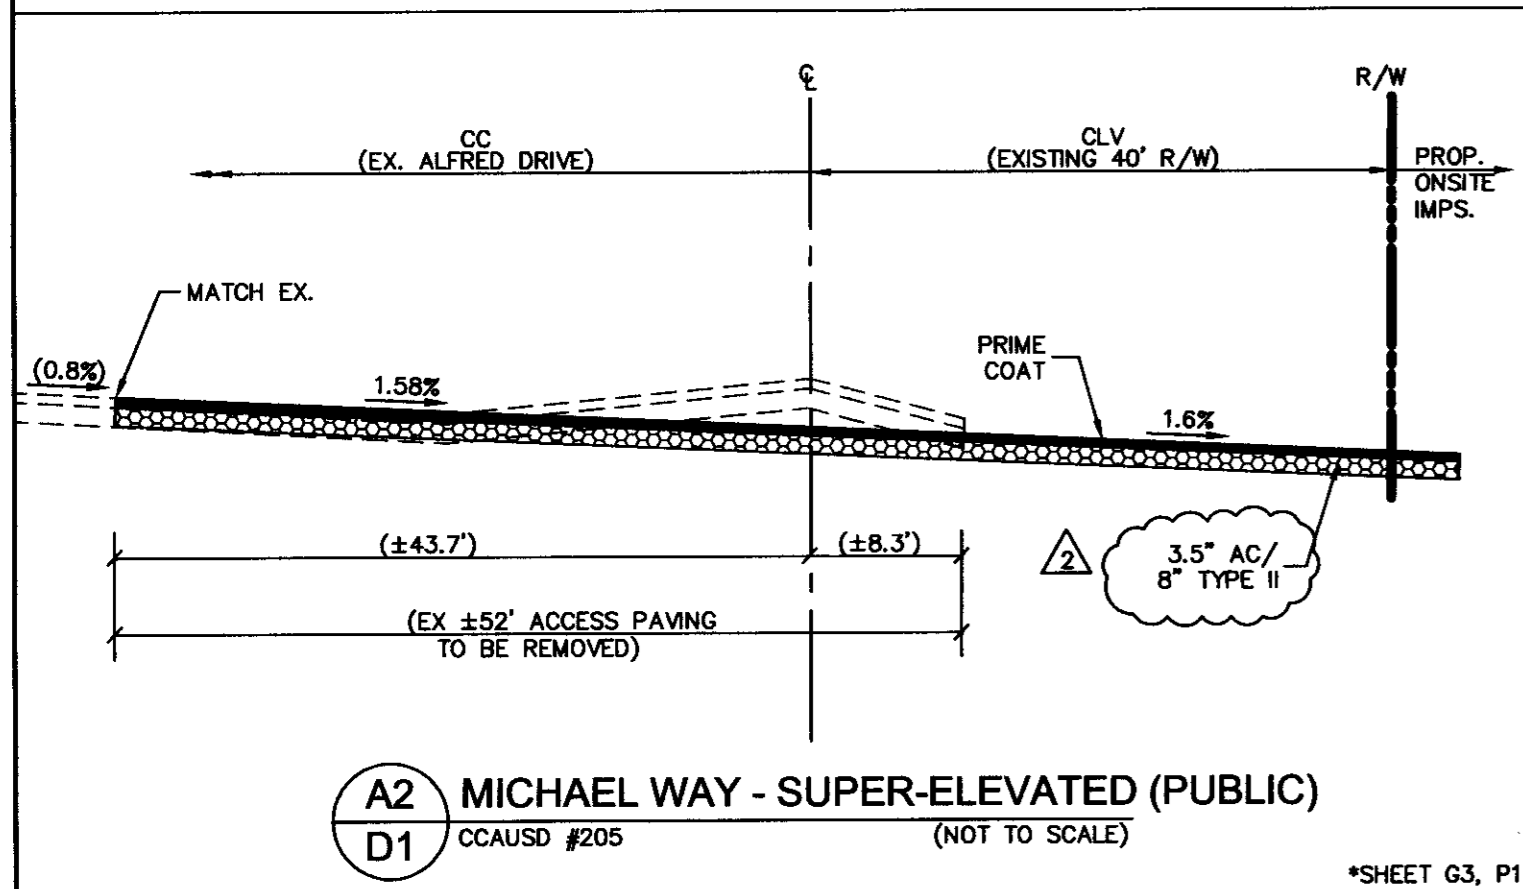 ℄
R/W
CC
(EX. ALFRED DRIVE)
CLV
(EXISTING 40' R/W)
PROP.
ONSITE
IMPS.
MATCH EX.
(0.8%)
1.58%
PRIME
COAT
1.6%
(±43.7')
(±8.3')
2
3.5" AC/
8" TYPE II
(EX ±52' ACCESS PAVING
TO BE REMOVED)
A2
D1
MICHAEL WAY - SUPER-ELEVATED (PUBLIC)
CCAUSD #205
(NOT TO SCALE)
*SHEET G3, P1